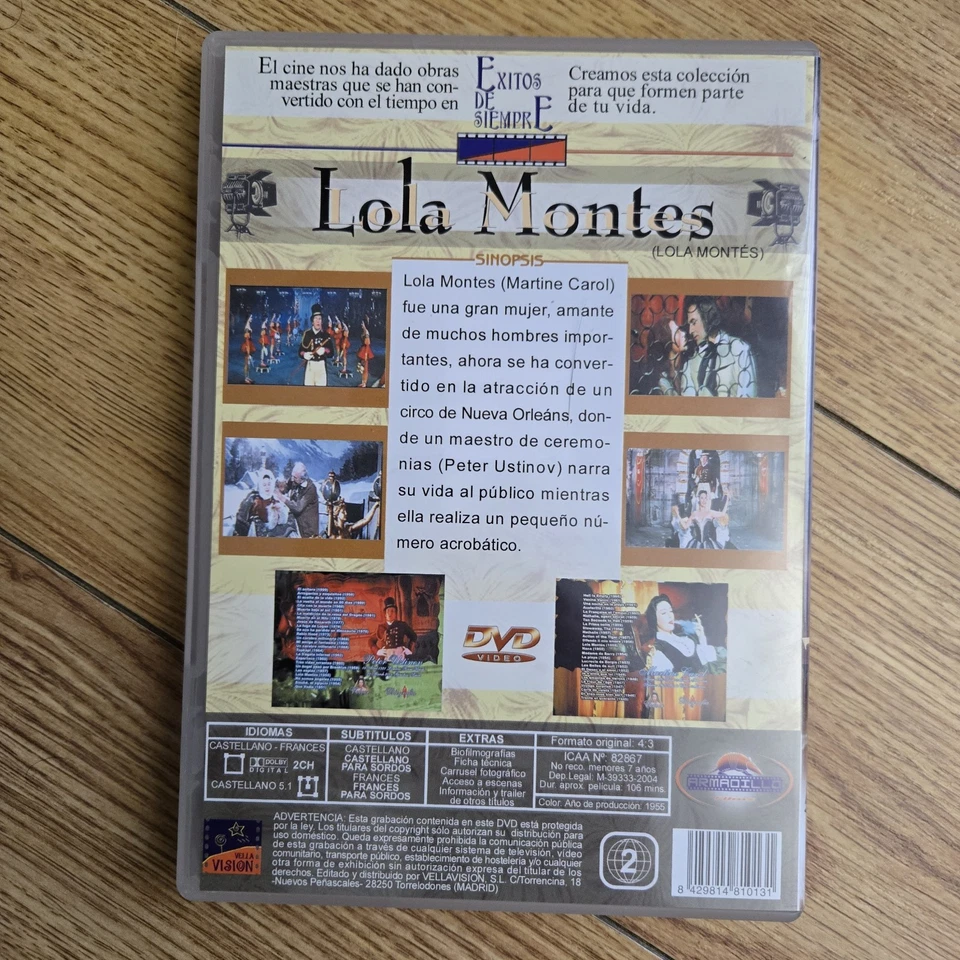 El cine nos ha dado obras
maestras que se han con-
vertido con el tiempo en
EXITOS
DE
SIEMPRE
Creamos esta colección
para que formen parte
de tu vida.
Lola Montes
(LOLA MONTÉS)
SINOPSIS
Lola Montes (Martine Carol)
fue una gran mujer, amante
de muchos hombres impor-
tantes, ahora se ha conver-
tido en la atracción de un
circo de Nueva Orleáns, don-
de un maestro de ceremo-
nias (Peter Ustinov) narra
su vida al público mientras
ella realiza un pequeño nú-
mero acrobático.
DVD
VIDEO
IDIOMAS
CASTELLANO - FRANCES
DOLBY
DIGITAL
2CH
CASTELLANO 5.1
SUBTITULOS
CASTELLANO
CASTELLANO
PARA SORDOS
FRANCES
FRANCES
PARA SORDOS
EXTRAS
Biofilmografías
Ficha técnica
Carrusel fotográfico
Acceso a escenas
Información y trailer
de otros títulos
Formato original: 4:3
ICAA Nº. 82867
No reco. menores 7 años
Dep.Legal: M-39333-2004
Dur. aprox. película: 106 mins.
Color. Año de producción: 1955
ARMADILLO
VELLA
VISION
ADVERTENCIA: Esta grabación contenida en este DVD está protegida
por la ley. Los titulares del copyright sólo autorizan su distribución para
uso doméstico. Queda expresamente prohibida la comunicación pública
de esta grabación a través de cualquier sistema de televisión, vídeo
comunitario, transporte público, establecimiento de hostelería y/o cualquier
otra forma de exhibición sin autorización expresa del titular de los
derechos. Editado y distribuido por VELLAVISION, S.L. C/Torrencina, 18
-Nuevos Peñascales- 28250 Torrelodones (MADRID)
2
8 429814 810131